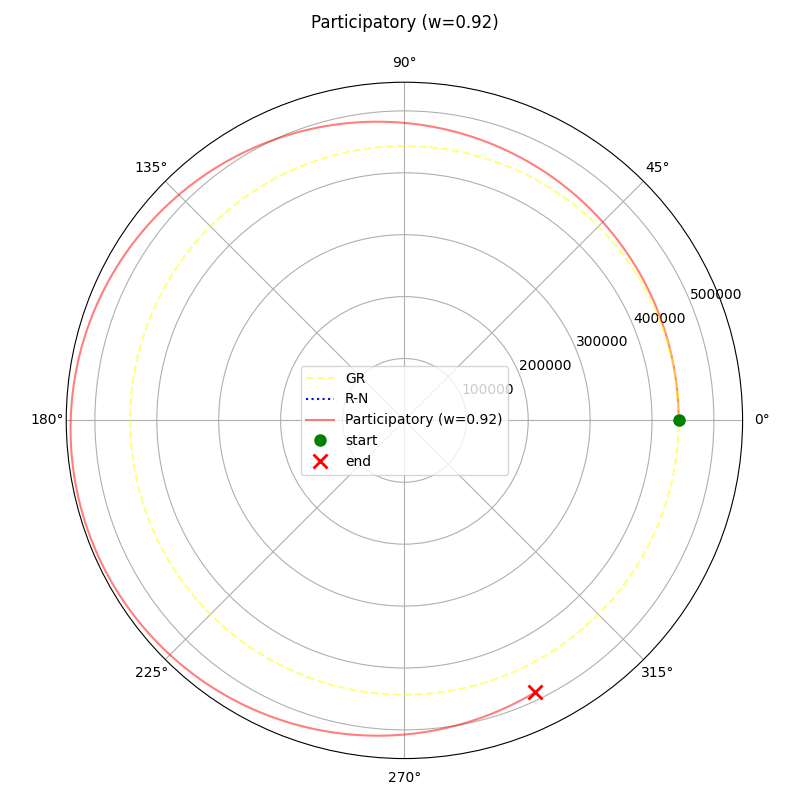 Participatory (w=0.92)
90°
135°
45°
500000
400000
300000
200000
100000
180°
0°
GR
R-N
Participatory (w=0.92)
start
end
225°
315°
270°